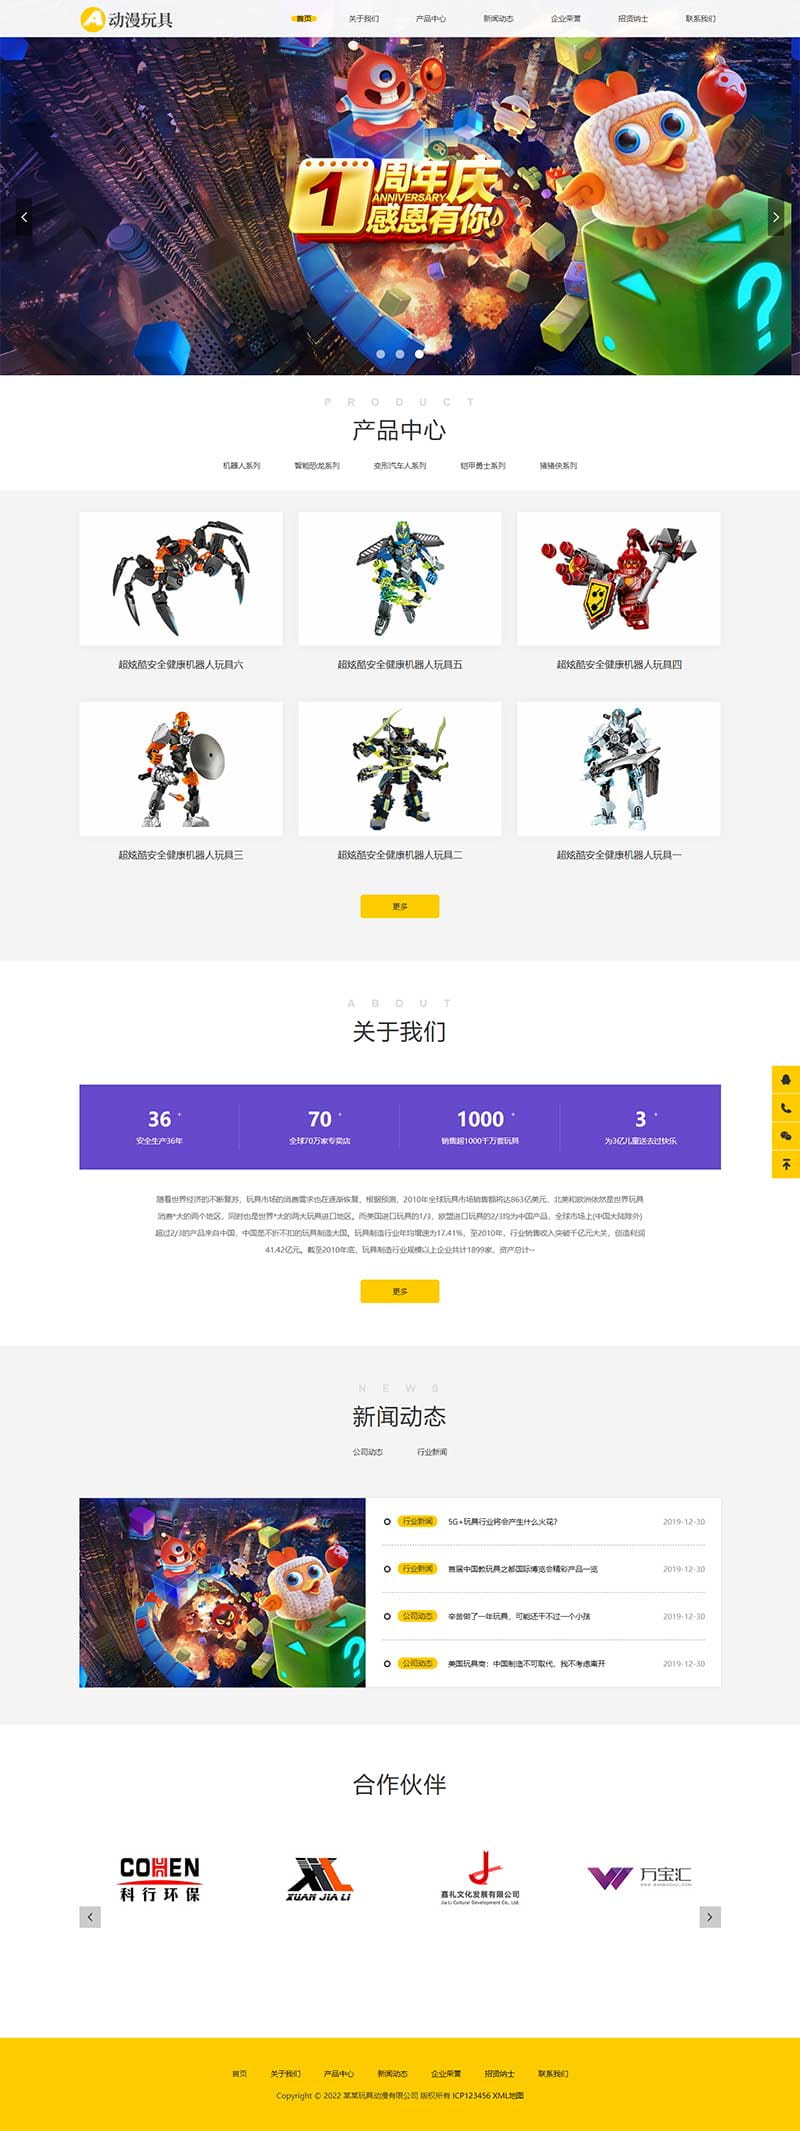 A 动漫玩具
首页 关于我们 产品中心 新闻动态 企业荣誉 招贤纳士 联系我们
1 周年庆
ANNIVERSARY
感恩有你
?
PRODUCT
产品中心
机器人系列 智能恐龙系列 变形汽车人系列 铠甲勇士系列 猪猪侠系列
超炫酷安全健康机器人玩具六 超炫酷安全健康机器人玩具五 超炫酷安全健康机器人玩具四
超炫酷安全健康机器人玩具三 超炫酷安全健康机器人玩具二 超炫酷安全健康机器人玩具一
更多
ABOUT
关于我们
36 + 70 + 1000 + 3 +
安全生产36年 全球70万家专卖店 销售超1000千万套玩具 为3亿儿童送去过快乐
随着世界经济的不断复苏，玩具市场的消费需求也在逐渐恢复，根据预测，2010年全球玩具市场销售额将达863亿美元，北美和欧洲依然是世界玩具
消费*大的两个地区，同时也是世界*大的两大玩具进口地区。而美国进口玩具的1/3，欧盟进口玩具的2/3均为中国产品，全球市场上(中国大陆除外)
超过2/3的产品来自中国，中国是不折不扣的玩具制造大国。玩具制造行业年均增速为17.41%，至2010年，行业销售收入突破千亿元大关，创造利润
41.42亿元。截至2010年底，玩具制造行业规模以上企业共计1899家，资产总计~
更多
NEWS
新闻动态
公司动态 行业新闻
行业新闻 5G+玩具行业将会产生什么火花？ 2019-12-30
行业新闻 首届中国教玩具之都国际博览会精彩产品一览 2019-12-30
公司动态 辛苦做了一年玩具，可能还干不过一个小孩 2019-12-30
公司动态 美国玩具商：中国制造不可取代，我不考虑离开 2019-12-30
合作伙伴
COHEN
科行环保
XJL
XUAN JIA LI
嘉礼文化发展有限公司
Jia Li Cultural Development Co., Ltd.
万宝汇
首页 关于我们 产品中心 新闻动态 企业荣誉 招贤纳士 联系我们
Copyright © 2022 某某玩具动漫有限公司 版权所有 ICP123456 XML地图